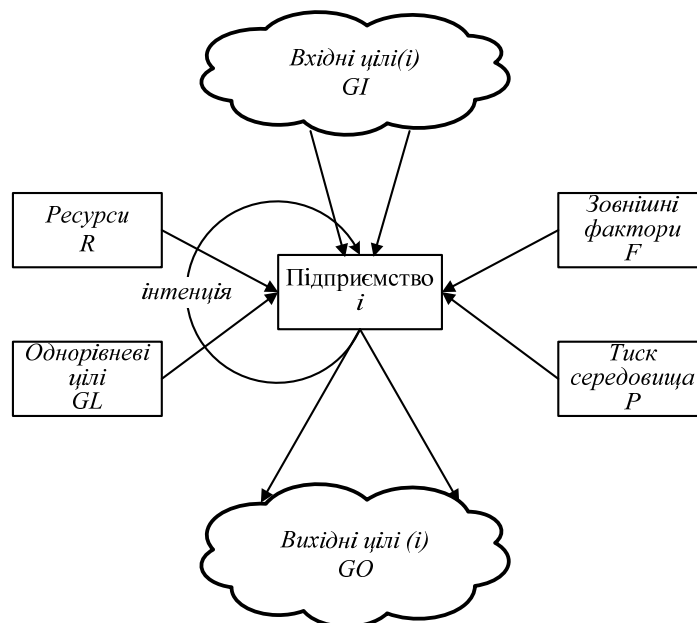 Вхідні цілі(і)
GI
Ресурси
R
Зовнішні
фактори
F
Підприємство
і
інтенція
Однорівневі
цілі
GL
Тиск
середовища
P
Вихідні цілі (і)
GO